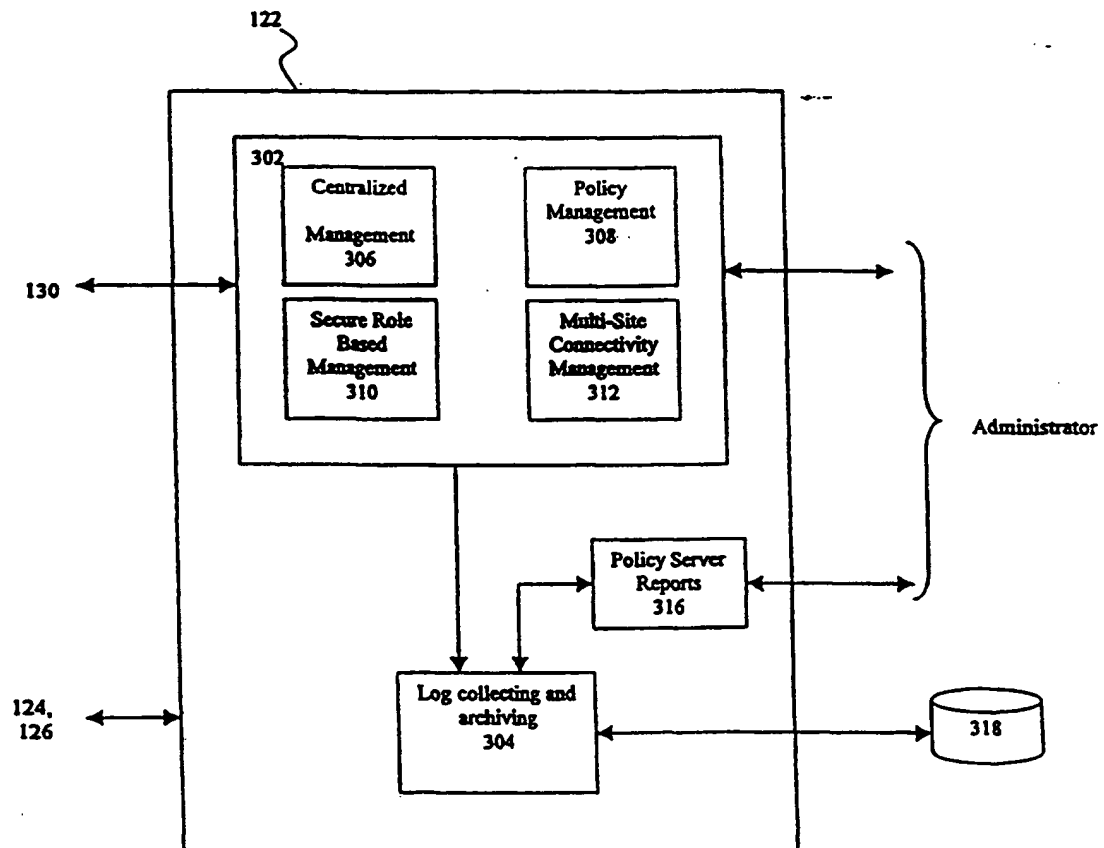 122
302
Centralized
Management
306
Policy
Management
308
130
Secure Role
Based
Management
310
Multi-Site
Connectivity
Management
312
Administrator
Policy Server
Reports
316
Log collecting and
archiving
304
124,
126
318